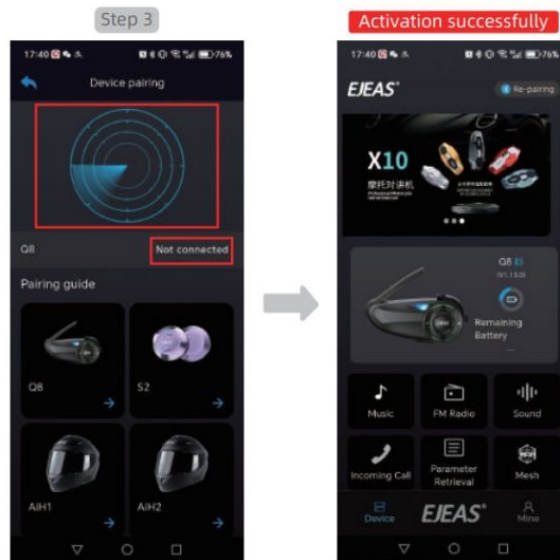 Step 3
17:40
76%
Device pairing
Q8
Not connected
Pairing guide
Q8
S2
AIH1
AIH2
Activation successfully
17:40
76%
EJEAS®
Re-pairing
X10
摩托对讲机
Q8
Remaining
Battery
Music
FM Radio
Sound
Incoming Call
Parameter
Retrieval
Mesh
Device
EJEAS®
Mine